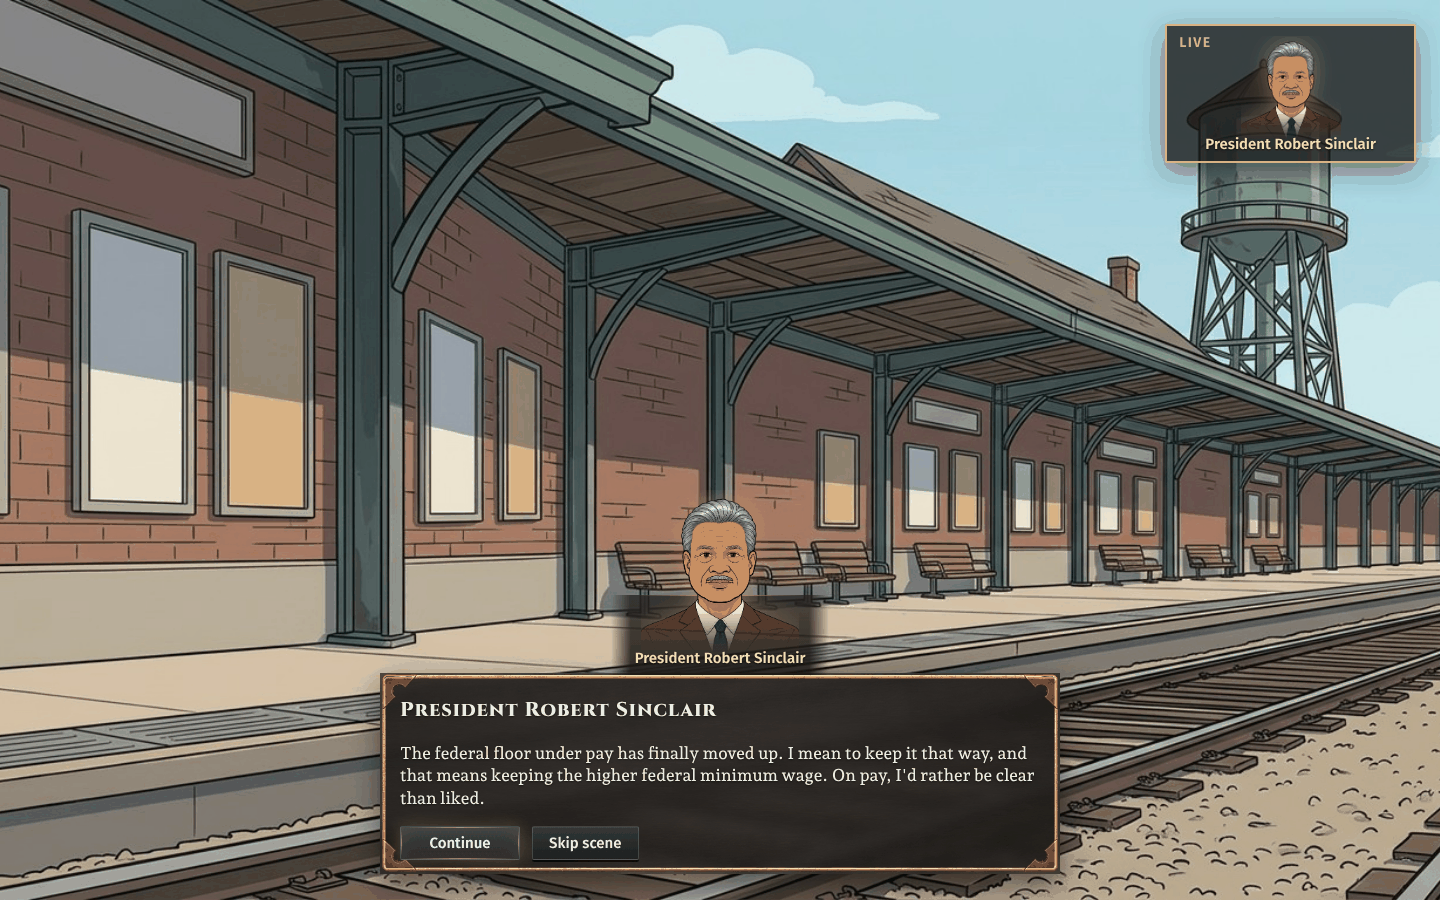 LIVE
President Robert Sinclair
President Robert Sinclair
President Robert Sinclair
The federal floor under pay has finally moved up. I mean to keep it that way, and
that means keeping the higher federal minimum wage. On pay, I'd rather be clear
than liked.
Continue
Skip scene